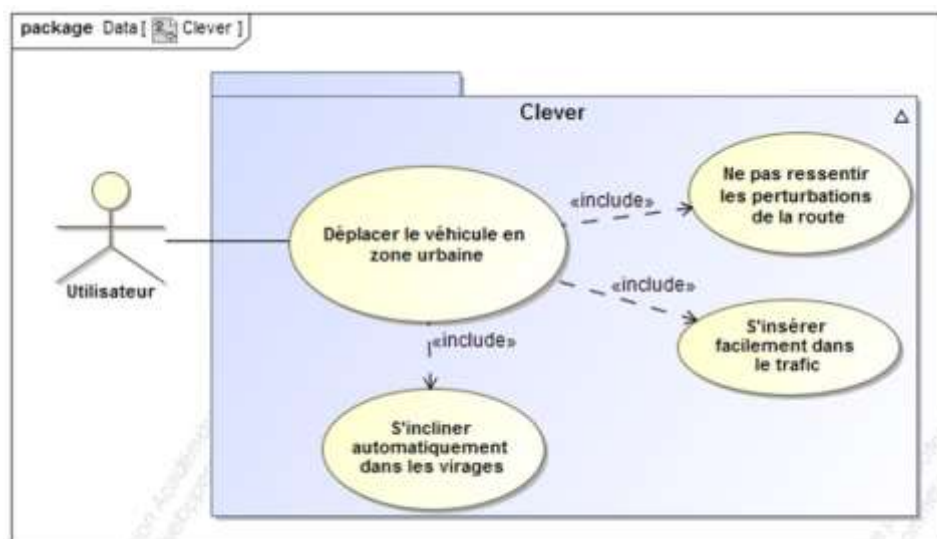 package Data [ Clever ]
Clever
Ne pas ressentir
les perturbations
de la route
«include»
Déplacer le véhicule en
zone urbaine
Utilisateur
«include»
S'insérer
facilement dans
le trafic
«include»
S'incliner
automatiquement
dans les virages